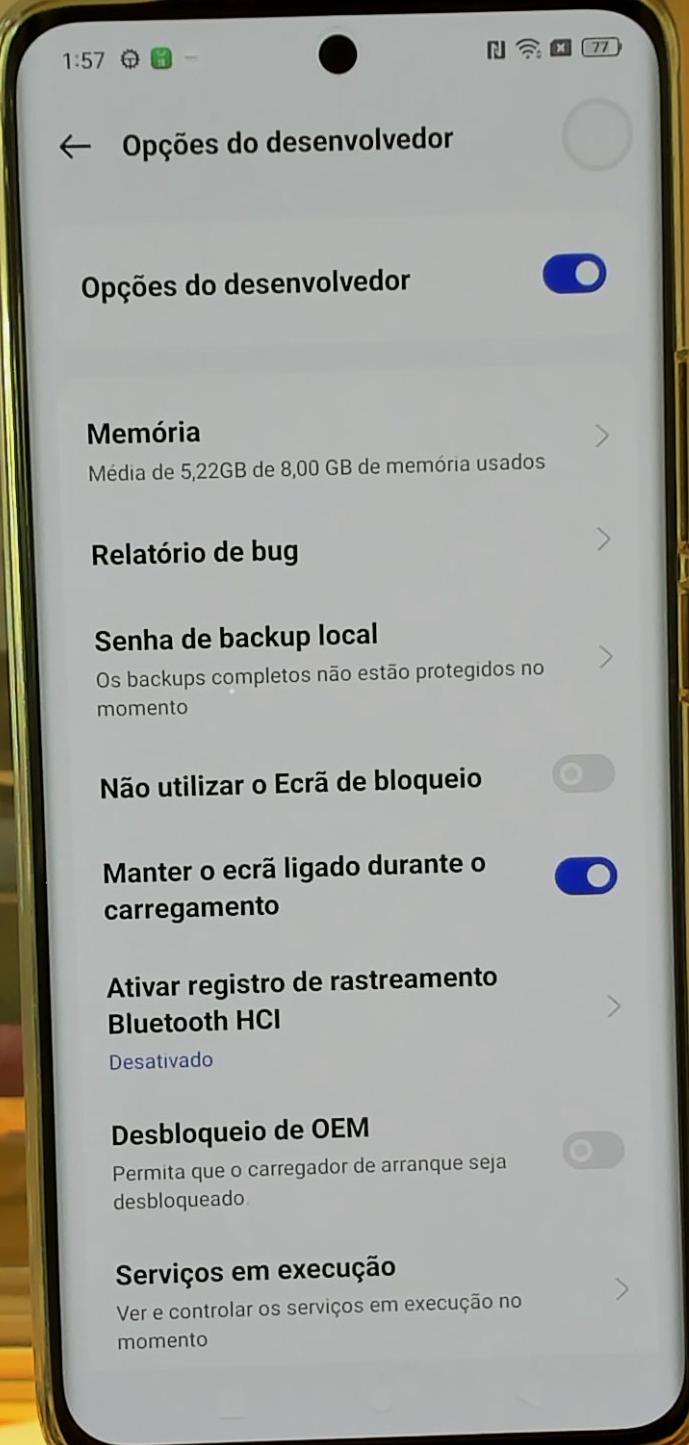 1:57
77
Opções do desenvolvedor
Opções do desenvolvedor
Memória
Média de 5,22GB de 8,00 GB de memória usados
Relatório de bug
Senha de backup local
Os backups completos não estão protegidos no
momento
Não utilizar o Ecrã de bloqueio
Manter o ecrã ligado durante o
carregamento
Ativar registro de rastreamento
Bluetooth HCI
Desativado
Desbloqueio de OEM
Permita que o carregador de arranque seja
desbloqueado.
Serviços em execução
Ver e controlar os serviços em execução no
momento